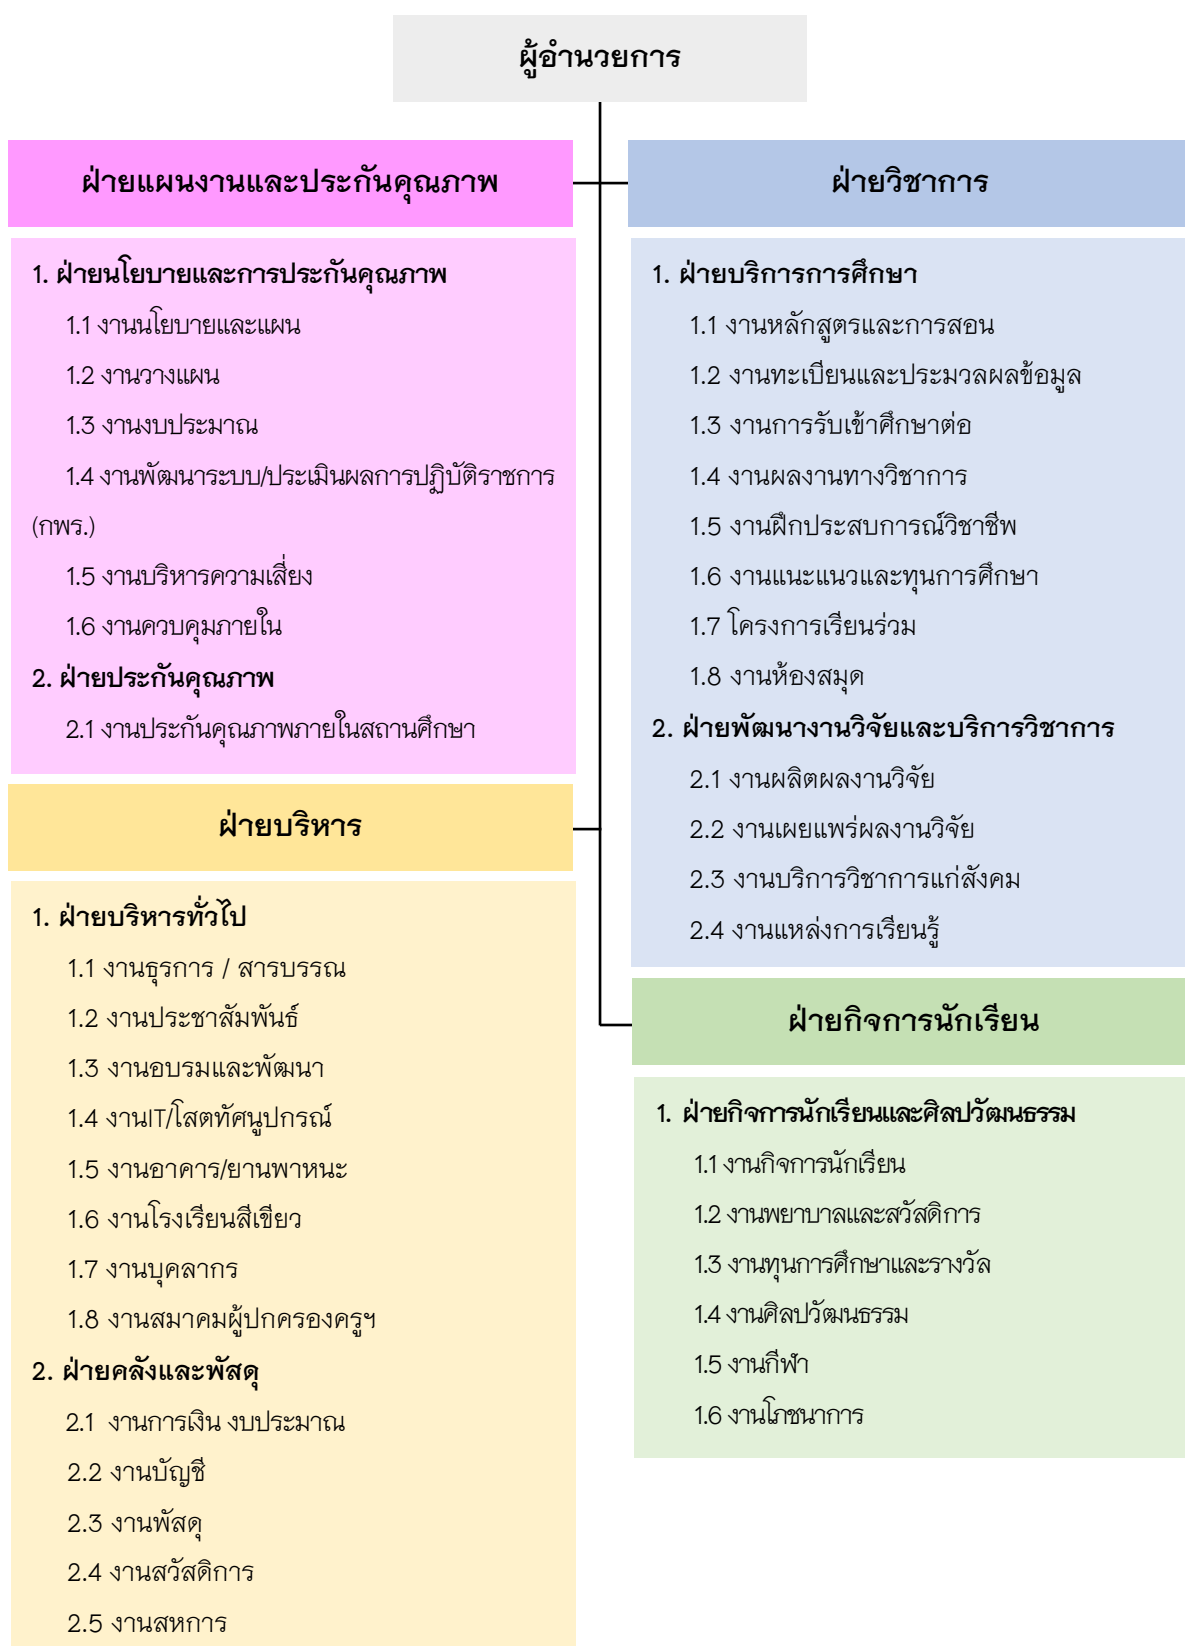 ผู้อำนวยการ
ฝ่ายแผนงานและประกันคุณภาพ
1. ฝ่ายนโยบายและการประกันคุณภาพ
1.1 งานนโยบายและแผน
1.2 งานวางแผน
1.3 งานงบประมาณ
1.4 งานพัฒนาระบบ/ประเมินผลการปฏิบัติราชการ
(กพร.)
1.5 งานบริหารความเสี่ยง
1.6 งานควบคุมภายใน
2. ฝ่ายประกันคุณภาพ
2.1 งานประกันคุณภาพภายในสถานศึกษา
ฝ่ายบริหาร
1. ฝ่ายบริหารทั่วไป
1.1 งานธุรการ / สารบรรณ
1.2 งานประชาสัมพันธ์
1.3 งานอบรมและพัฒนา
1.4 งานIT/โสตทัศนูปกรณ์
1.5 งานอาคาร/ยานพาหนะ
1.6 งานโรงเรียนสีเขียว
1.7 งานบุคลากร
1.8 งานสมาคมผู้ปกครองครูฯ
2. ฝ่ายคลังและพัสดุ
2.1 งานการเงิน งบประมาณ
2.2 งานบัญชี
2.3 งานพัสดุ
2.4 งานสวัสดิการ
2.5 งานสหการ
ฝ่ายวิชาการ
1. ฝ่ายบริการการศึกษา
1.1 งานหลักสูตรและการสอน
1.2 งานทะเบียนและประมวลผลข้อมูล
1.3 งานการรับเข้าศึกษาต่อ
1.4 งานผลงานทางวิชาการ
1.5 งานฝึกประสบการณ์วิชาชีพ
1.6 งานแนะแนวและทุนการศึกษา
1.7 โครงการเรียนร่วม
1.8 งานห้องสมุด
2. ฝ่ายพัฒนางานวิจัยและบริการวิชาการ
2.1 งานผลิตผลงานวิจัย
2.2 งานเผยแพร่ผลงานวิจัย
2.3 งานบริการวิชาการแก่สังคม
2.4 งานแหล่งการเรียนรู้
ฝ่ายกิจการนักเรียน
1. ฝ่ายกิจการนักเรียนและศิลปวัฒนธรรม
1.1 งานกิจการนักเรียน
1.2 งานพยาบาลและสวัสดิการ
1.3 งานทุนการศึกษาและรางวัล
1.4 งานศิลปวัฒนธรรม
1.5 งานกีฬา
1.6 งานโภชนาการ